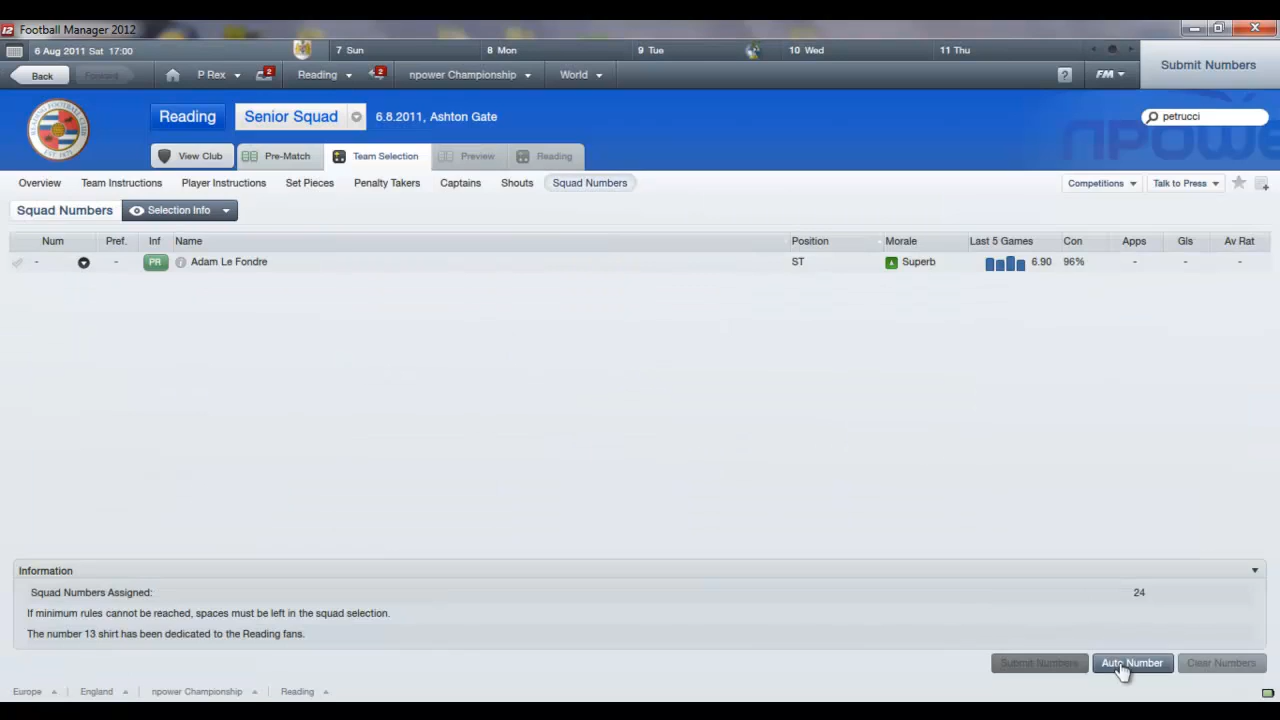 12 Football Manager 2012
6 Aug 2011 Sat 17:00 7 Sun 8 Mon 9 Tue 10 Wed 11 Thu Submit Numbers
Back Forward P Rex 2 Reading 2 npower Championship World ? FM
Reading Senior Squad 6.8.2011, Ashton Gate petrucci
View Club Pre-Match Team Selection Preview Reading
Overview Team Instructions Player Instructions Set Pieces Penalty Takers Captains Shouts Squad Numbers Competitions Talk to Press
Squad Numbers Selection Info
Num Pref. Inf Name Position Morale Last 5 Games Con Apps Gls Av Rat
- - PR Adam Le Fondre ST Superb 6.90 96% - - -
Information
Squad Numbers Assigned: 24
If minimum rules cannot be reached, spaces must be left in the squad selection.
The number 13 shirt has been dedicated to the Reading fans.
Submit Numbers Auto Number Clear Numbers
Europe England npower Championship Reading